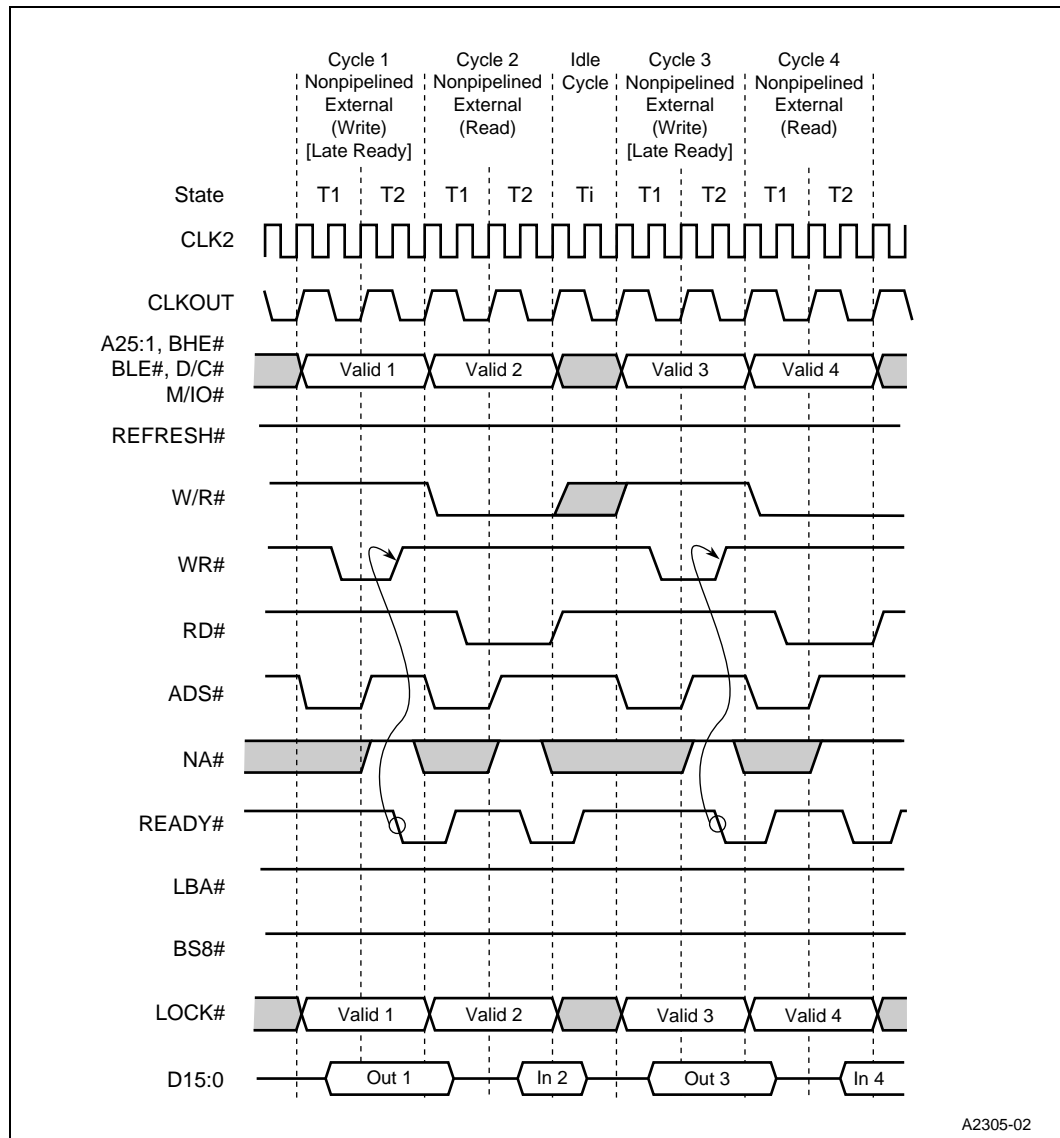 Cycle 1 Cycle 2 Idle Cycle 3 Cycle 4
Nonpipelined Nonpipelined Cycle Nonpipelined Nonpipelined
External External External External
(Write) (Read) (Write) (Read)
[Late Ready] [Late Ready]
State T1 T2 T1 T2 Ti T1 T2 T1 T2
CLK2
CLKOUT
A25:1, BHE#
BLE#, D/C# Valid 1 Valid 2 Valid 3 Valid 4
M/IO#
REFRESH#
W/R#
WR#
RD#
ADS#
NA#
READY#
LBA#
BS8#
LOCK# Valid 1 Valid 2 Valid 3 Valid 4
D15:0 Out 1 In 2 Out 3 In 4
A2305-02